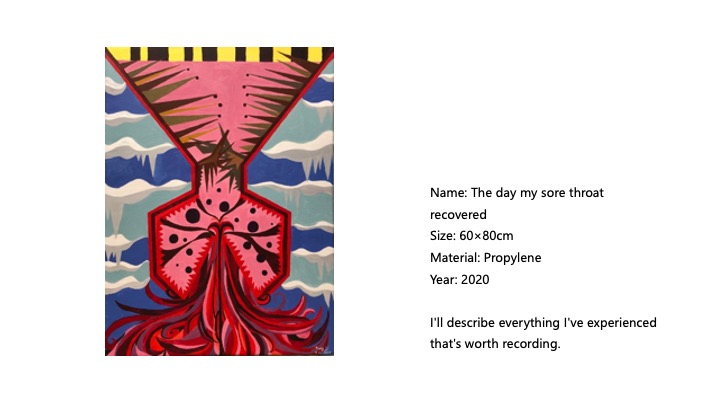 Name: The day my sore throat
recovered
Size: 60×80cm
Material: Propylene
Year: 2020
I'll describe everything I've experienced
that's worth recording.